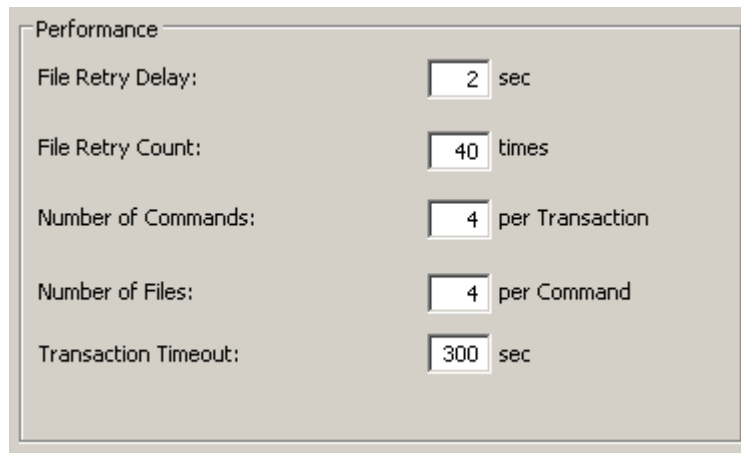 Performance
File Retry Delay: 2 sec
File Retry Count: 40 times
Number of Commands: 4 per Transaction
Number of Files: 4 per Command
Transaction Timeout: 300 sec